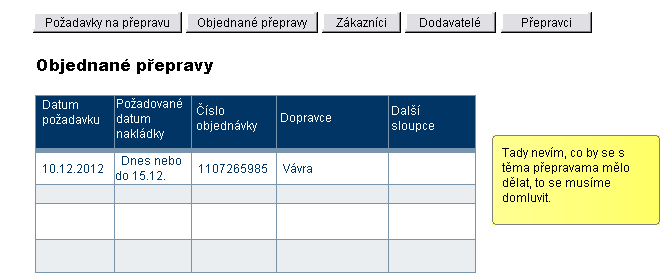 Požadavky na přepravu Objednané přepravy Zákazníci Dodavatelé Přepravci
Objednané přepravy
Datum
požadavku
Požadované
datum
nakládky
Číslo
objednávky
Dopravce
Další
sloupce
10.12.2012
Dnes nebo
do 15.12.
1107265985
Vávra
Tady nevím, co by se s
těma přepravama mělo
dělat, to se musíme
domluvit.